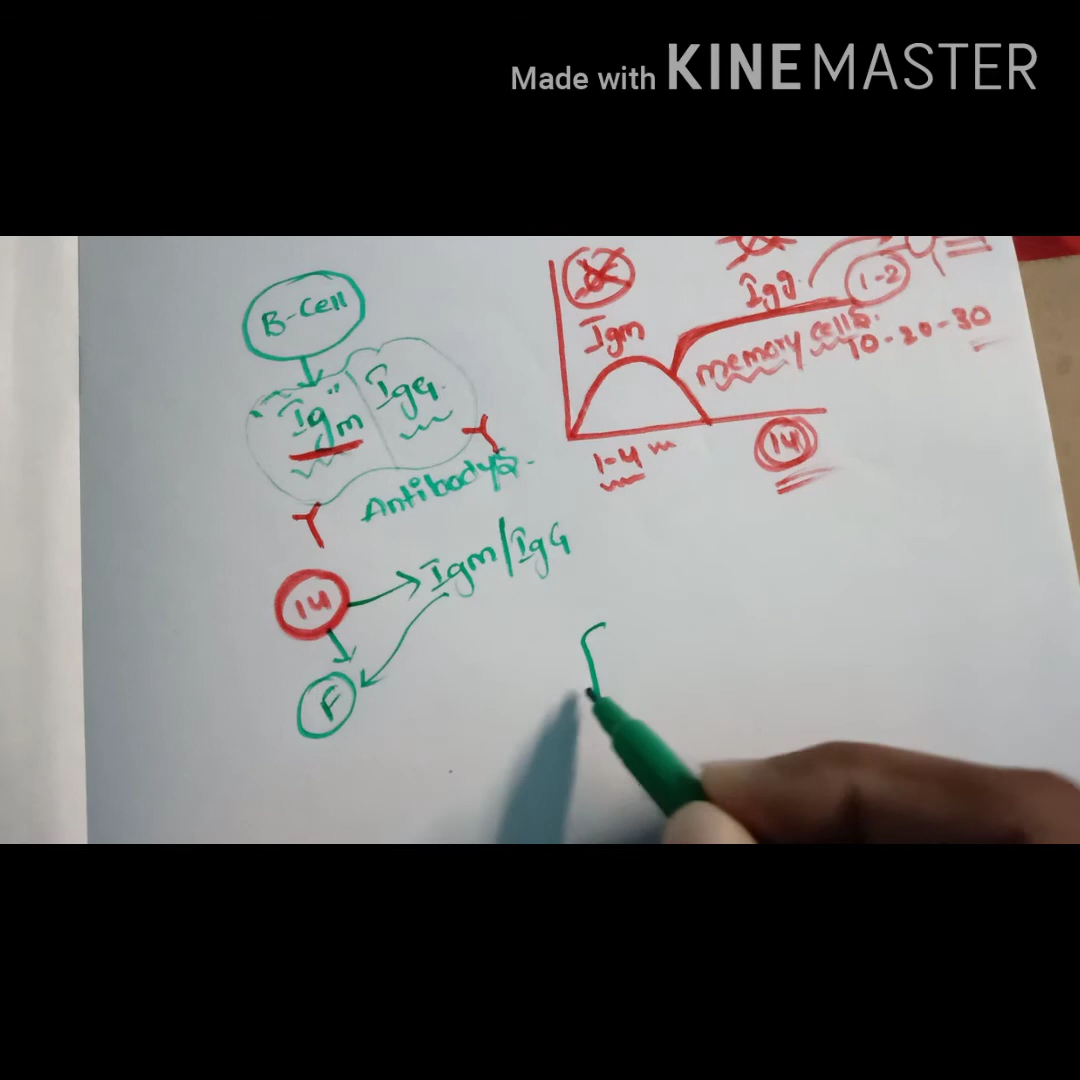 Made with KINEMASTER
B-Cell
Igm
IgG
Antibodys
14
Igm/IgG
F
Igm
Igg
1-2
memory cells.
10-20-30
1-4 m
14